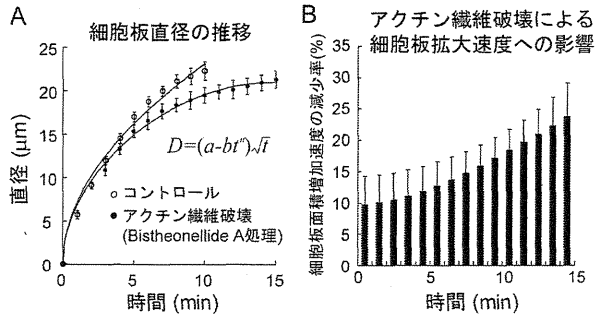 A
細胞板直径の推移
25
20
15
10
5
0
直径 (μm)
D=(a-btⁿ)√t
コントロール
アクチン繊維破壊
(Bistheonellide A処理)
0
5
10
15
時間 (min)
B
アクチン繊維破壊による
細胞板拡大速度への影響
細胞板面積増加速度の減少率(%)
35
30
25
20
15
10
5
0
0
5
10
15
時間 (min)